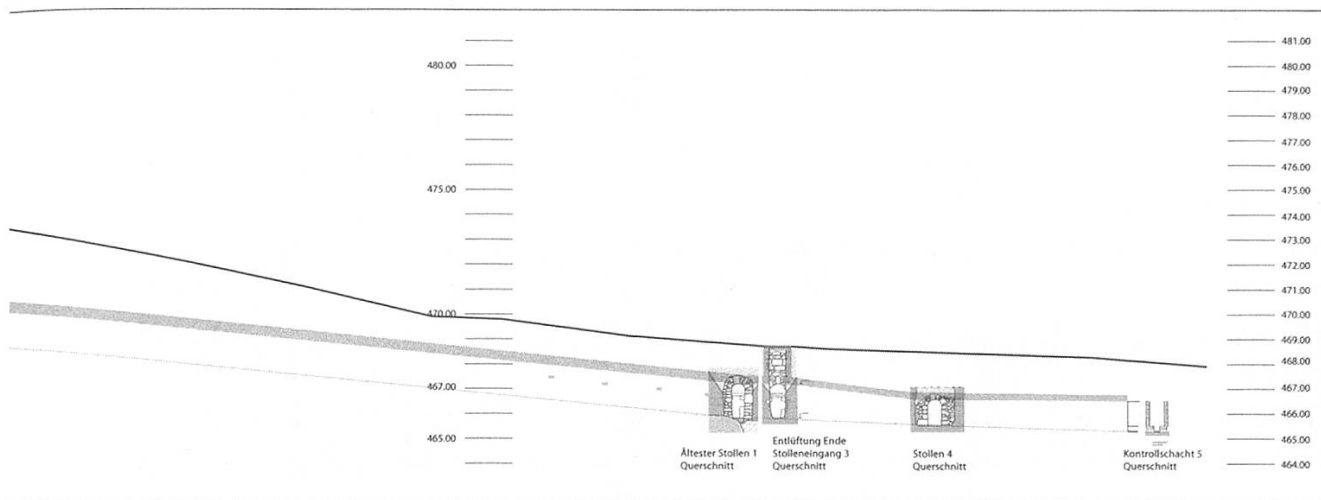 480.00
475.00
470.00
467.00
465.00
481.00
480.00
479.00
478.00
477.00
476.00
475.00
474.00
473.00
472.00
471.00
470.00
469.00
468.00
467.00
466.00
465.00
464.00
Ältester Stollen 1
Querschnitt
Entlüftung Ende
Stolleneingang 3
Querschnitt
Stollen 4
Querschnitt
Kontrollschacht 5
Querschnitt